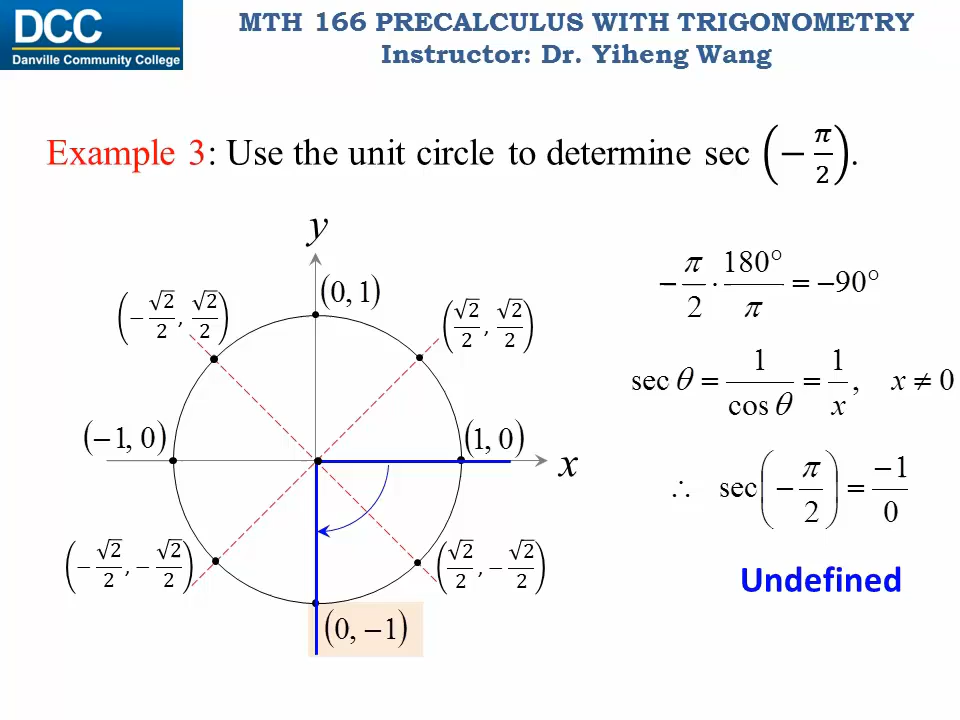 DCC
Danville Community College
MTH 166 PRECALCULUS WITH TRIGONOMETRY
Instructor: Dr. Yiheng Wang
Example 3: Use the unit circle to determine sec (−π/2).
y
(0, 1)
(−√2/2, √2/2)
(√2/2, √2/2)
(−1, 0)
(1, 0)
x
(−√2/2, −√2/2)
(√2/2, −√2/2)
(0, −1)
−π/2 · 180°/π = −90°
sec θ = 1/cos θ = 1/x, x ≠ 0
∴ sec(−π/2) = −1/0
Undefined